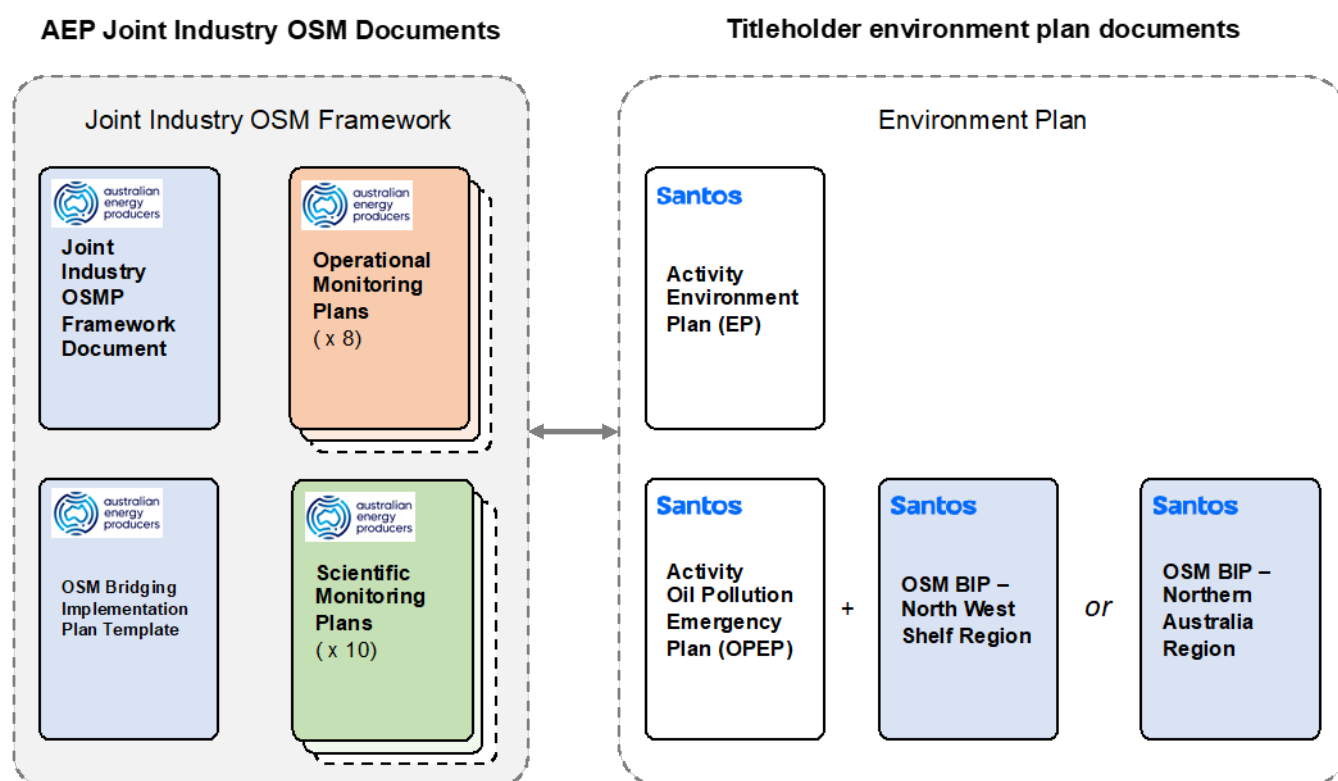 AEP Joint Industry OSM Documents
Titleholder environment plan documents
Joint Industry OSM Framework
australian
energy
producers
Joint
Industry
OSMP
Framework
Document
australian
energy
producers
Operational
Monitoring
Plans
( x 8)
australian
energy
producers
OSM Bridging
Implementation
Plan Template
australian
energy
producers
Scientific
Monitoring
Plans
( x 10)
Environment Plan
Santos
Activity
Environment
Plan (EP)
Santos
Activity
Oil Pollution
Emergency
Plan (OPEP)
+
Santos
OSM BIP –
North West
Shelf Region
or
Santos
OSM BIP –
Northern
Australia
Region